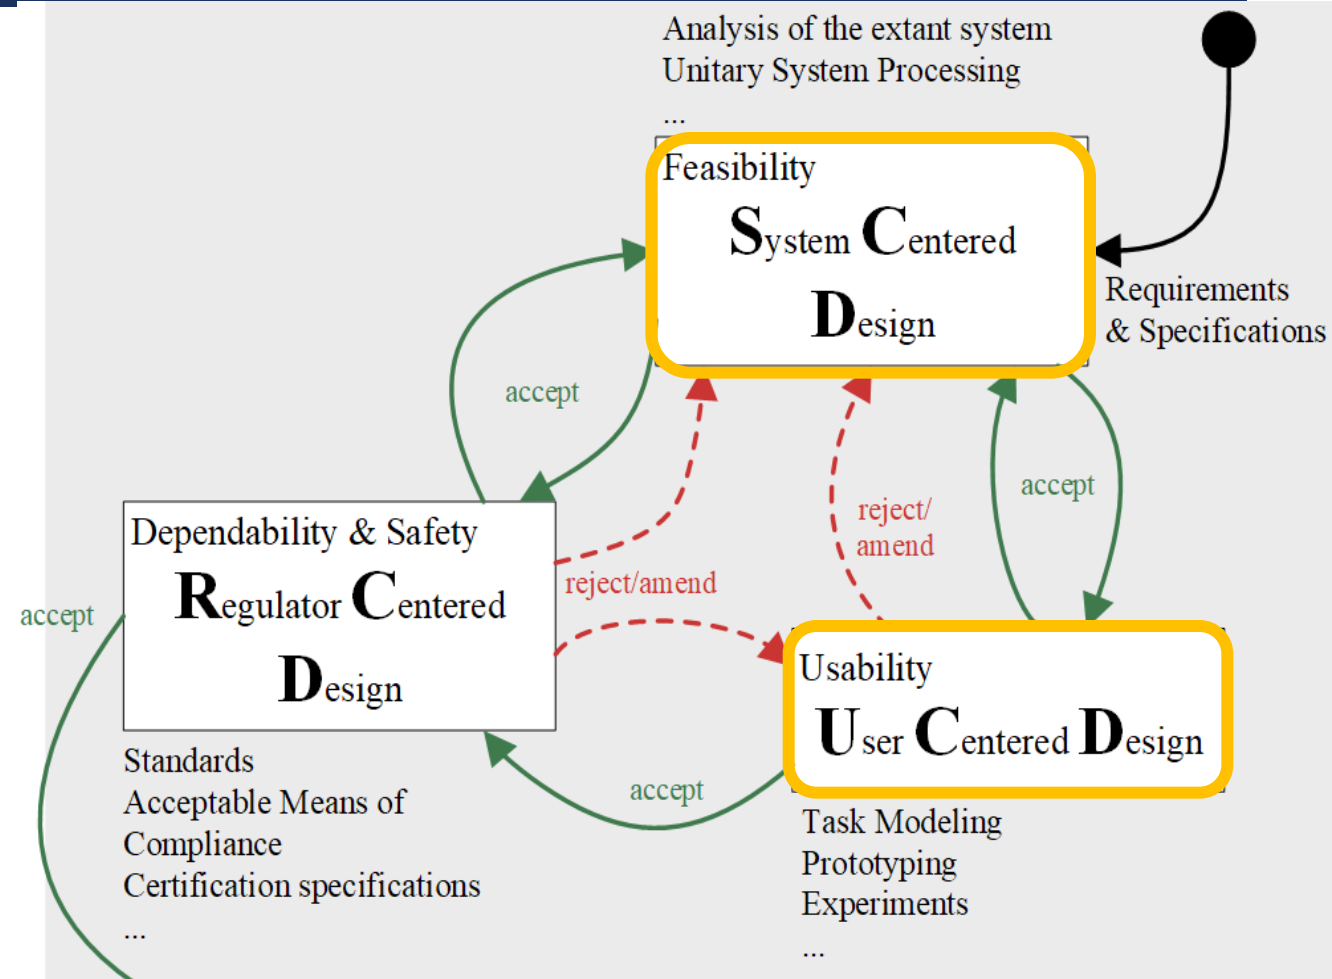 Analysis of the extant system
Unitary System Processing
...
Feasibility
System Centered
Design
Requirements
& Specifications
accept
accept
reject/
amend
Dependability & Safety
Regulator Centered
Design
reject/amend
accept
Usability
User Centered Design
accept
Standards
Acceptable Means of
Compliance
Certification specifications
...
Task Modeling
Prototyping
Experiments
...